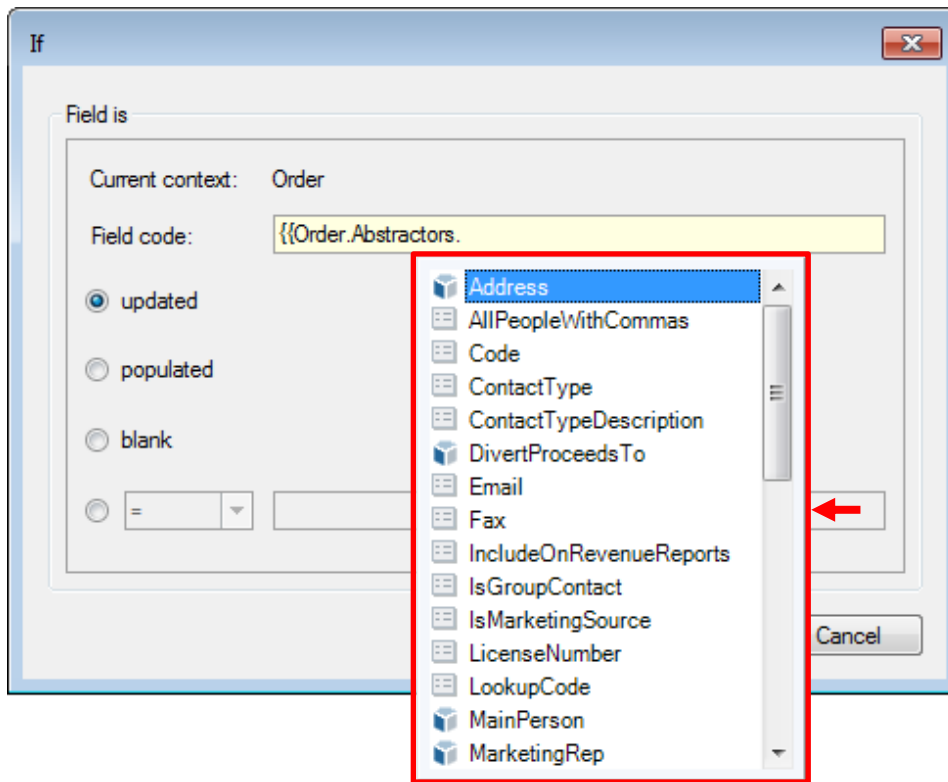 If
Field is
Current context: Order
Field code: {{Order.Abstractors.
updated
populated
blank
=
Address
AllPeopleWithCommas
Code
ContactType
ContactTypeDescription
DivertProceedsTo
Email
Fax
IncludeOnRevenueReports
IsGroupContact
IsMarketingSource
LicenseNumber
LookupCode
MainPerson
MarketingRep
Cancel